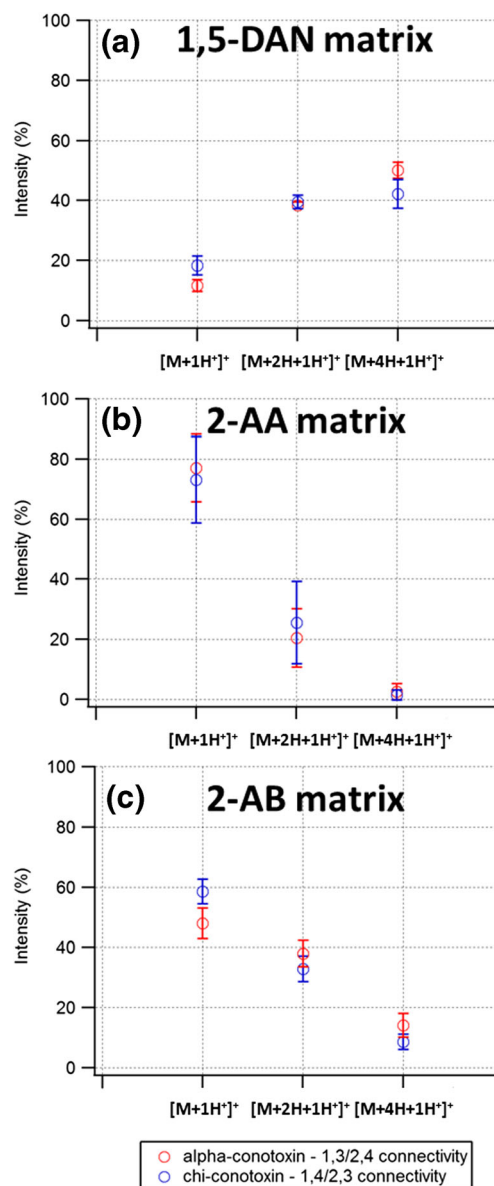 (a) 1,5-DAN matrix
100
80
60
40
20
0
Intensity (%)
[M+1H⁺]⁺ [M+2H+1H⁺]⁺ [M+4H+1H⁺]⁺
(b) 2-AA matrix
100
80
60
40
20
0
Intensity (%)
[M+1H⁺]⁺ [M+2H+1H⁺]⁺ [M+4H+1H⁺]⁺
(c) 2-AB matrix
100
80
60
40
20
0
Intensity (%)
[M+1H⁺]⁺ [M+2H+1H⁺]⁺ [M+4H+1H⁺]⁺
alpha-conotoxin - 1,3/2,4 connectivity
chi-conotoxin - 1,4/2,3 connectivity